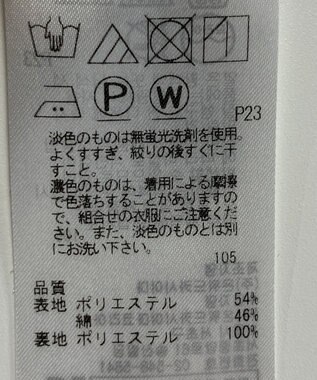 P
W
P23
淡色のものは無蛍光洗剤を使用。
よくすすぎ、絞りの後すぐに干
すこと。
濃色のものは、着用による摩擦
で色落ちすることがありますの
で、組合せの衣服にご注意くださ
い。また、淡色のものとは別
にお洗い下さい。
105
品質
表地 ポリエステル 54%
綿 46%
裏地 ポリエステル 100%